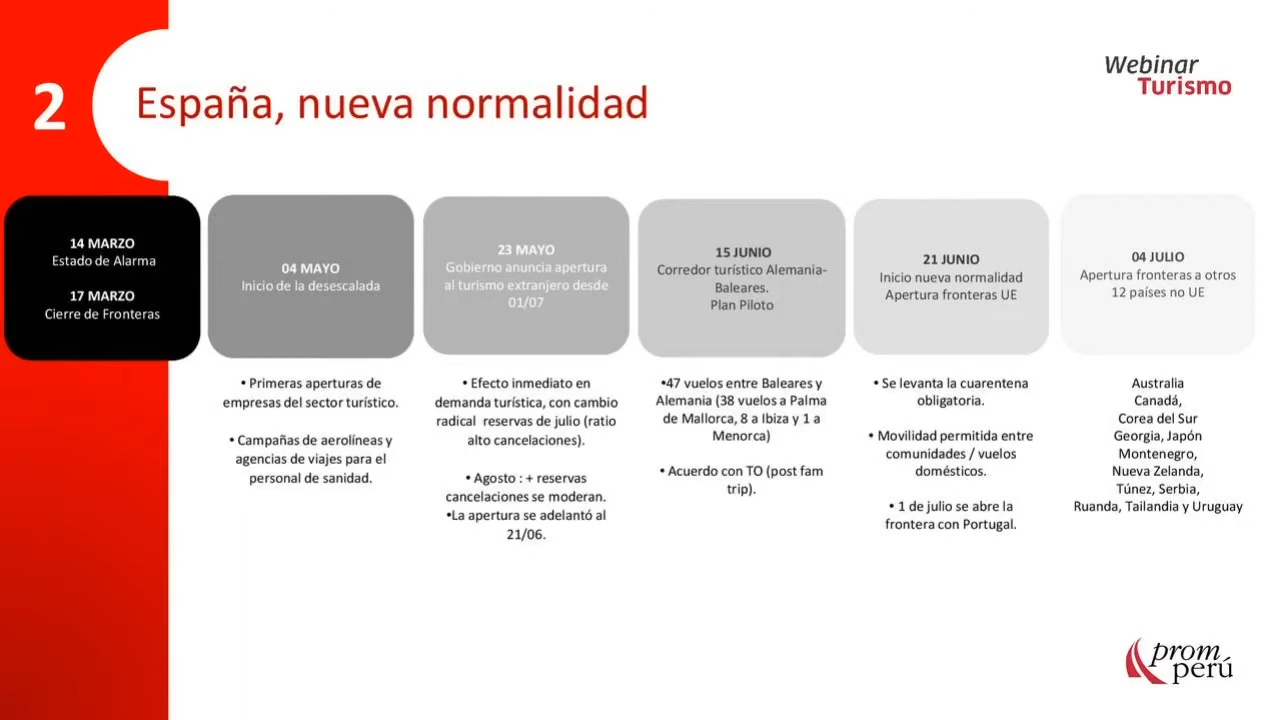 2
España, nueva normalidad
Webinar
Turismo
14 MARZO
Estado de Alarma
17 MARZO
Cierre de Fronteras
04 MAYO
Inicio de la desescalada
23 MAYO
Gobierno anuncia apertura
al turismo extranjero desde
01/07
15 JUNIO
Corredor turístico Alemania-
Baleares.
Plan Piloto
21 JUNIO
Inicio nueva normalidad
Apertura fronteras UE
04 JULIO
Apertura fronteras a otros
12 países no UE
• Primeras aperturas de
empresas del sector turístico.
• Campañas de aerolíneas y
agencias de viajes para el
personal de sanidad.
• Efecto inmediato en
demanda turística, con cambio
radical reservas de julio (ratio
alto cancelaciones).
• Agosto : + reservas
cancelaciones se moderan.
•La apertura se adelantó al
21/06.
•47 vuelos entre Baleares y
Alemania (38 vuelos a Palma
de Mallorca, 8 a Ibiza y 1 a
Menorca)
• Acuerdo con TO (post fam
trip).
• Se levanta la cuarentena
obligatoria.
• Movilidad permitida entre
comunidades / vuelos
domésticos.
• 1 de julio se abre la
frontera con Portugal.
Australia
Canadá,
Corea del Sur
Georgia, Japón
Montenegro,
Nueva Zelanda,
Túnez, Serbia,
Ruanda, Tailandia y Uruguay
prom
perú